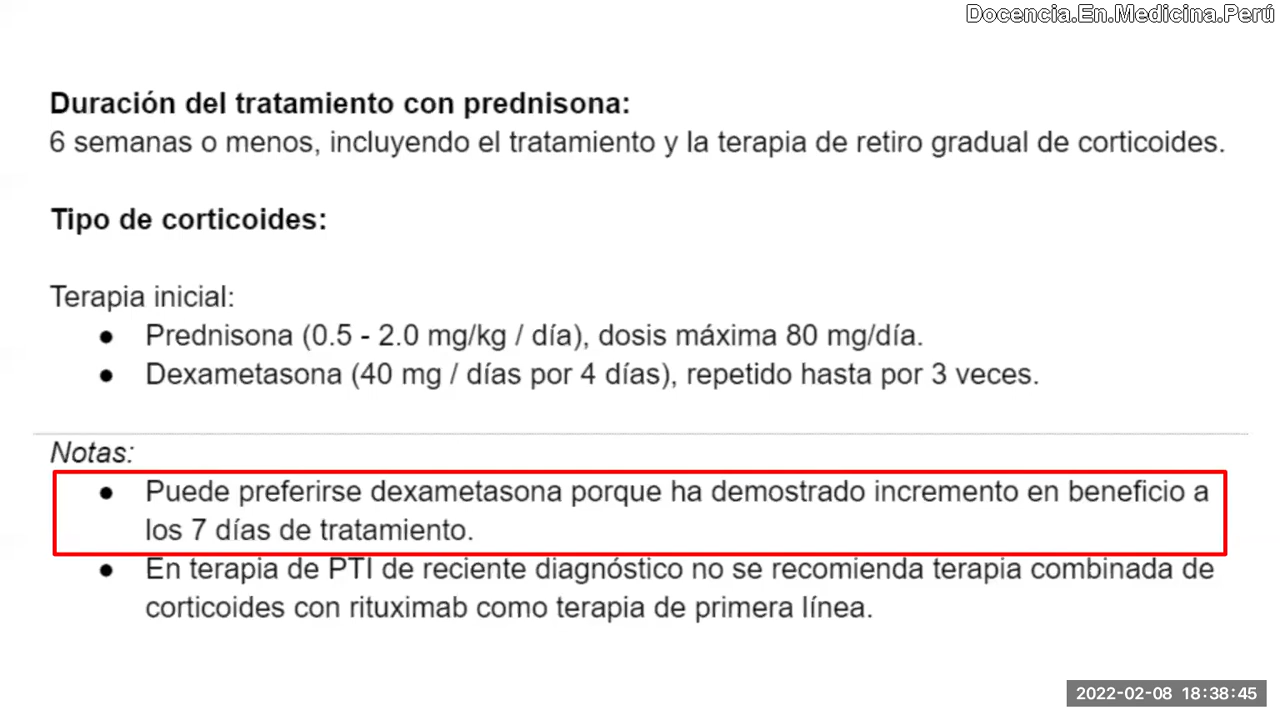 Docencia.En.Medicina.Perú
Duración del tratamiento con prednisona:
6 semanas o menos, incluyendo el tratamiento y la terapia de retiro gradual de corticoides.
Tipo de corticoides:
Terapia inicial:
● Prednisona (0.5 - 2.0 mg/kg / día), dosis máxima 80 mg/día.
● Dexametasona (40 mg / días por 4 días), repetido hasta por 3 veces.
Notas:
● Puede preferirse dexametasona porque ha demostrado incremento en beneficio a
los 7 días de tratamiento.
● En terapia de PTI de reciente diagnóstico no se recomienda terapia combinada de
corticoides con rituximab como terapia de primera línea.
2022-02-08 18:38:45